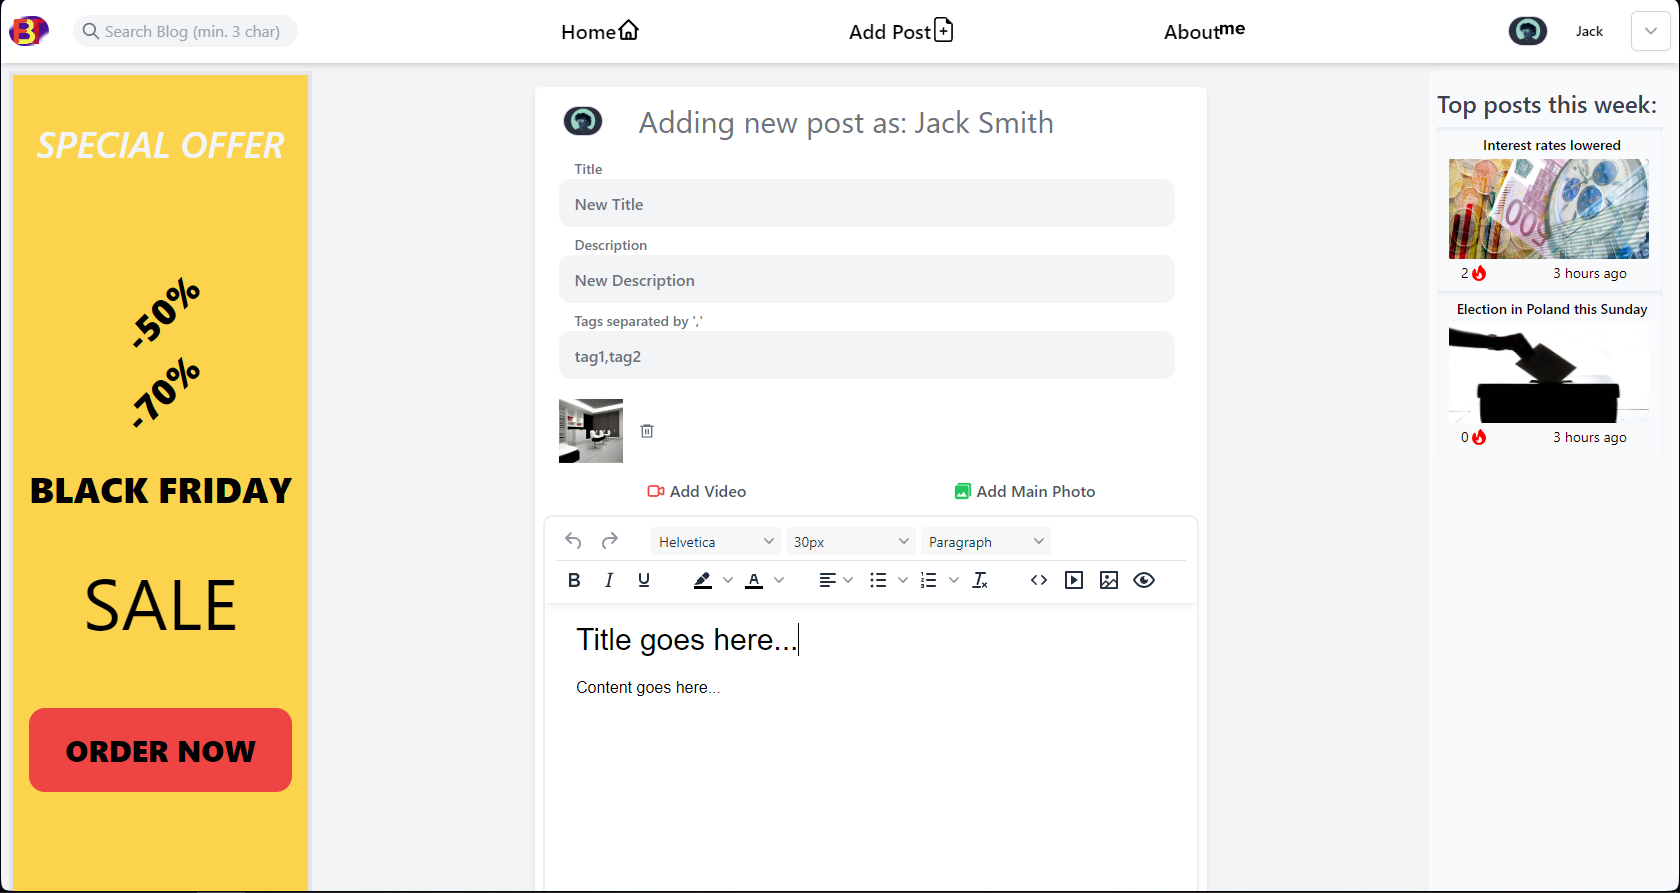 BT
Search Blog (min. 3 char)
Home
Add Post
About me
Jack
SPECIAL OFFER
-50%
-70%
BLACK FRIDAY
SALE
ORDER NOW
Adding new post as: Jack Smith
Title
New Title
Description
New Description
Tags separated by ','
tag1,tag2
Add Video
Add Main Photo
Helvetica
30px
Paragraph
B I U A
Title goes here...
Content goes here...
Top posts this week:
Interest rates lowered
500
2
3 hours ago
Election in Poland this Sunday
0
3 hours ago